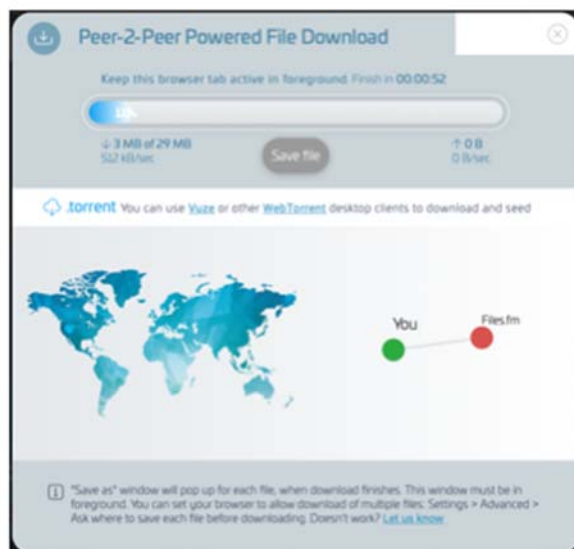 Peer-2-Peer Powered File Download
Keep this browser tab active in foreground. Finish in 00:00:52
↓ 3 MB of 29 MB
512 kB/sec
Save file
↑ 0 B
0 B/sec
.torrent You can use Vuze or other WebTorrent desktop clients to download and seed
You
Files.fm
"Save as" window will pop up for each file, when download finishes. This window must be in
foreground. You can set your browser to allow download of multiple files: Settings > Advanced >
Ask where to save each file before downloading. Doesn't work? Let us know